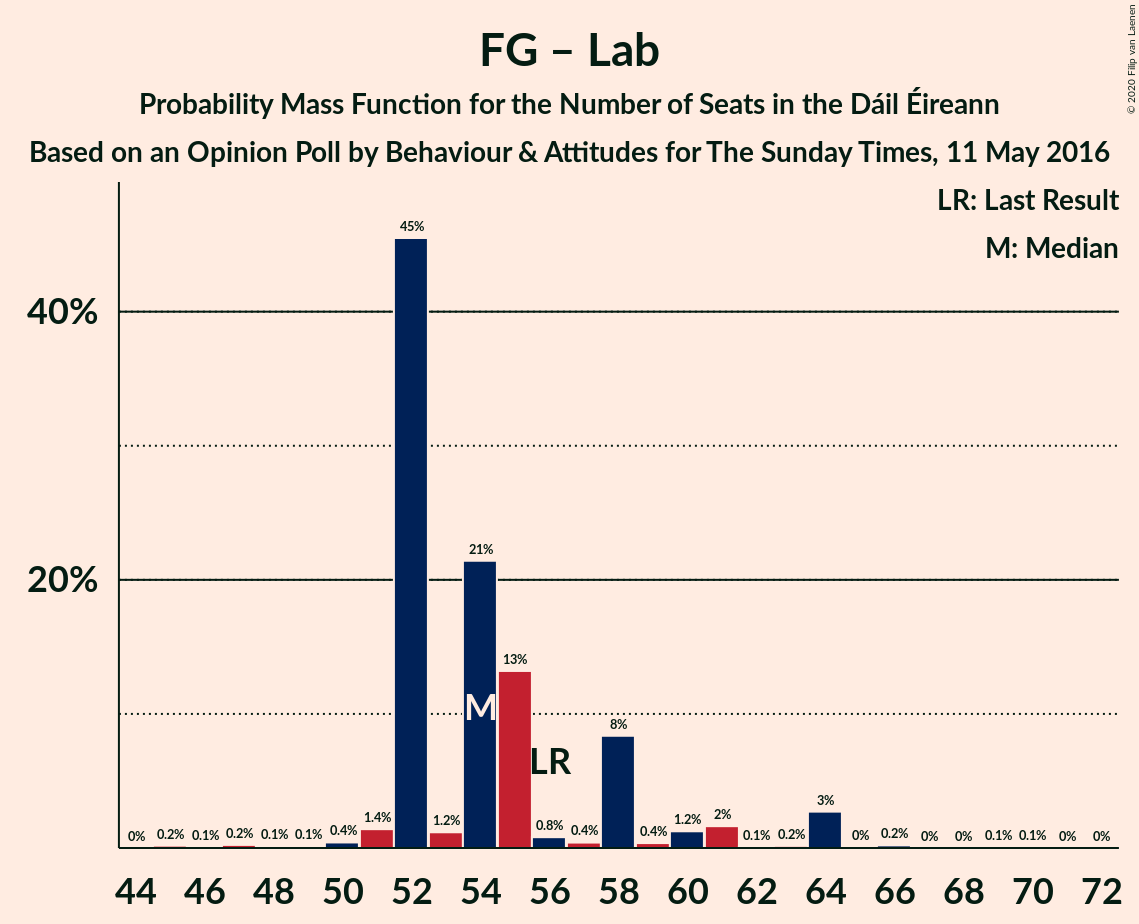 FG – Lab
Probability Mass Function for the Number of Seats in the Dáil Éireann
Based on an Opinion Poll by Behaviour & Attitudes for The Sunday Times, 11 May 2016
© 2020 Filip van Laenen
LR: Last Result
M: Median
45%
40%
21%
20%
13%
M
8%
LR
3%
0% 0.2% 0.1% 0.2% 0.1% 0.1% 0.4% 1.4% 1.2% 0.8% 0.4% 0.4% 1.2% 2% 0.1% 0.2% 0% 0.2% 0% 0% 0.1% 0.1% 0% 0%
44 46 48 50 52 54 56 58 60 62 64 66 68 70 72